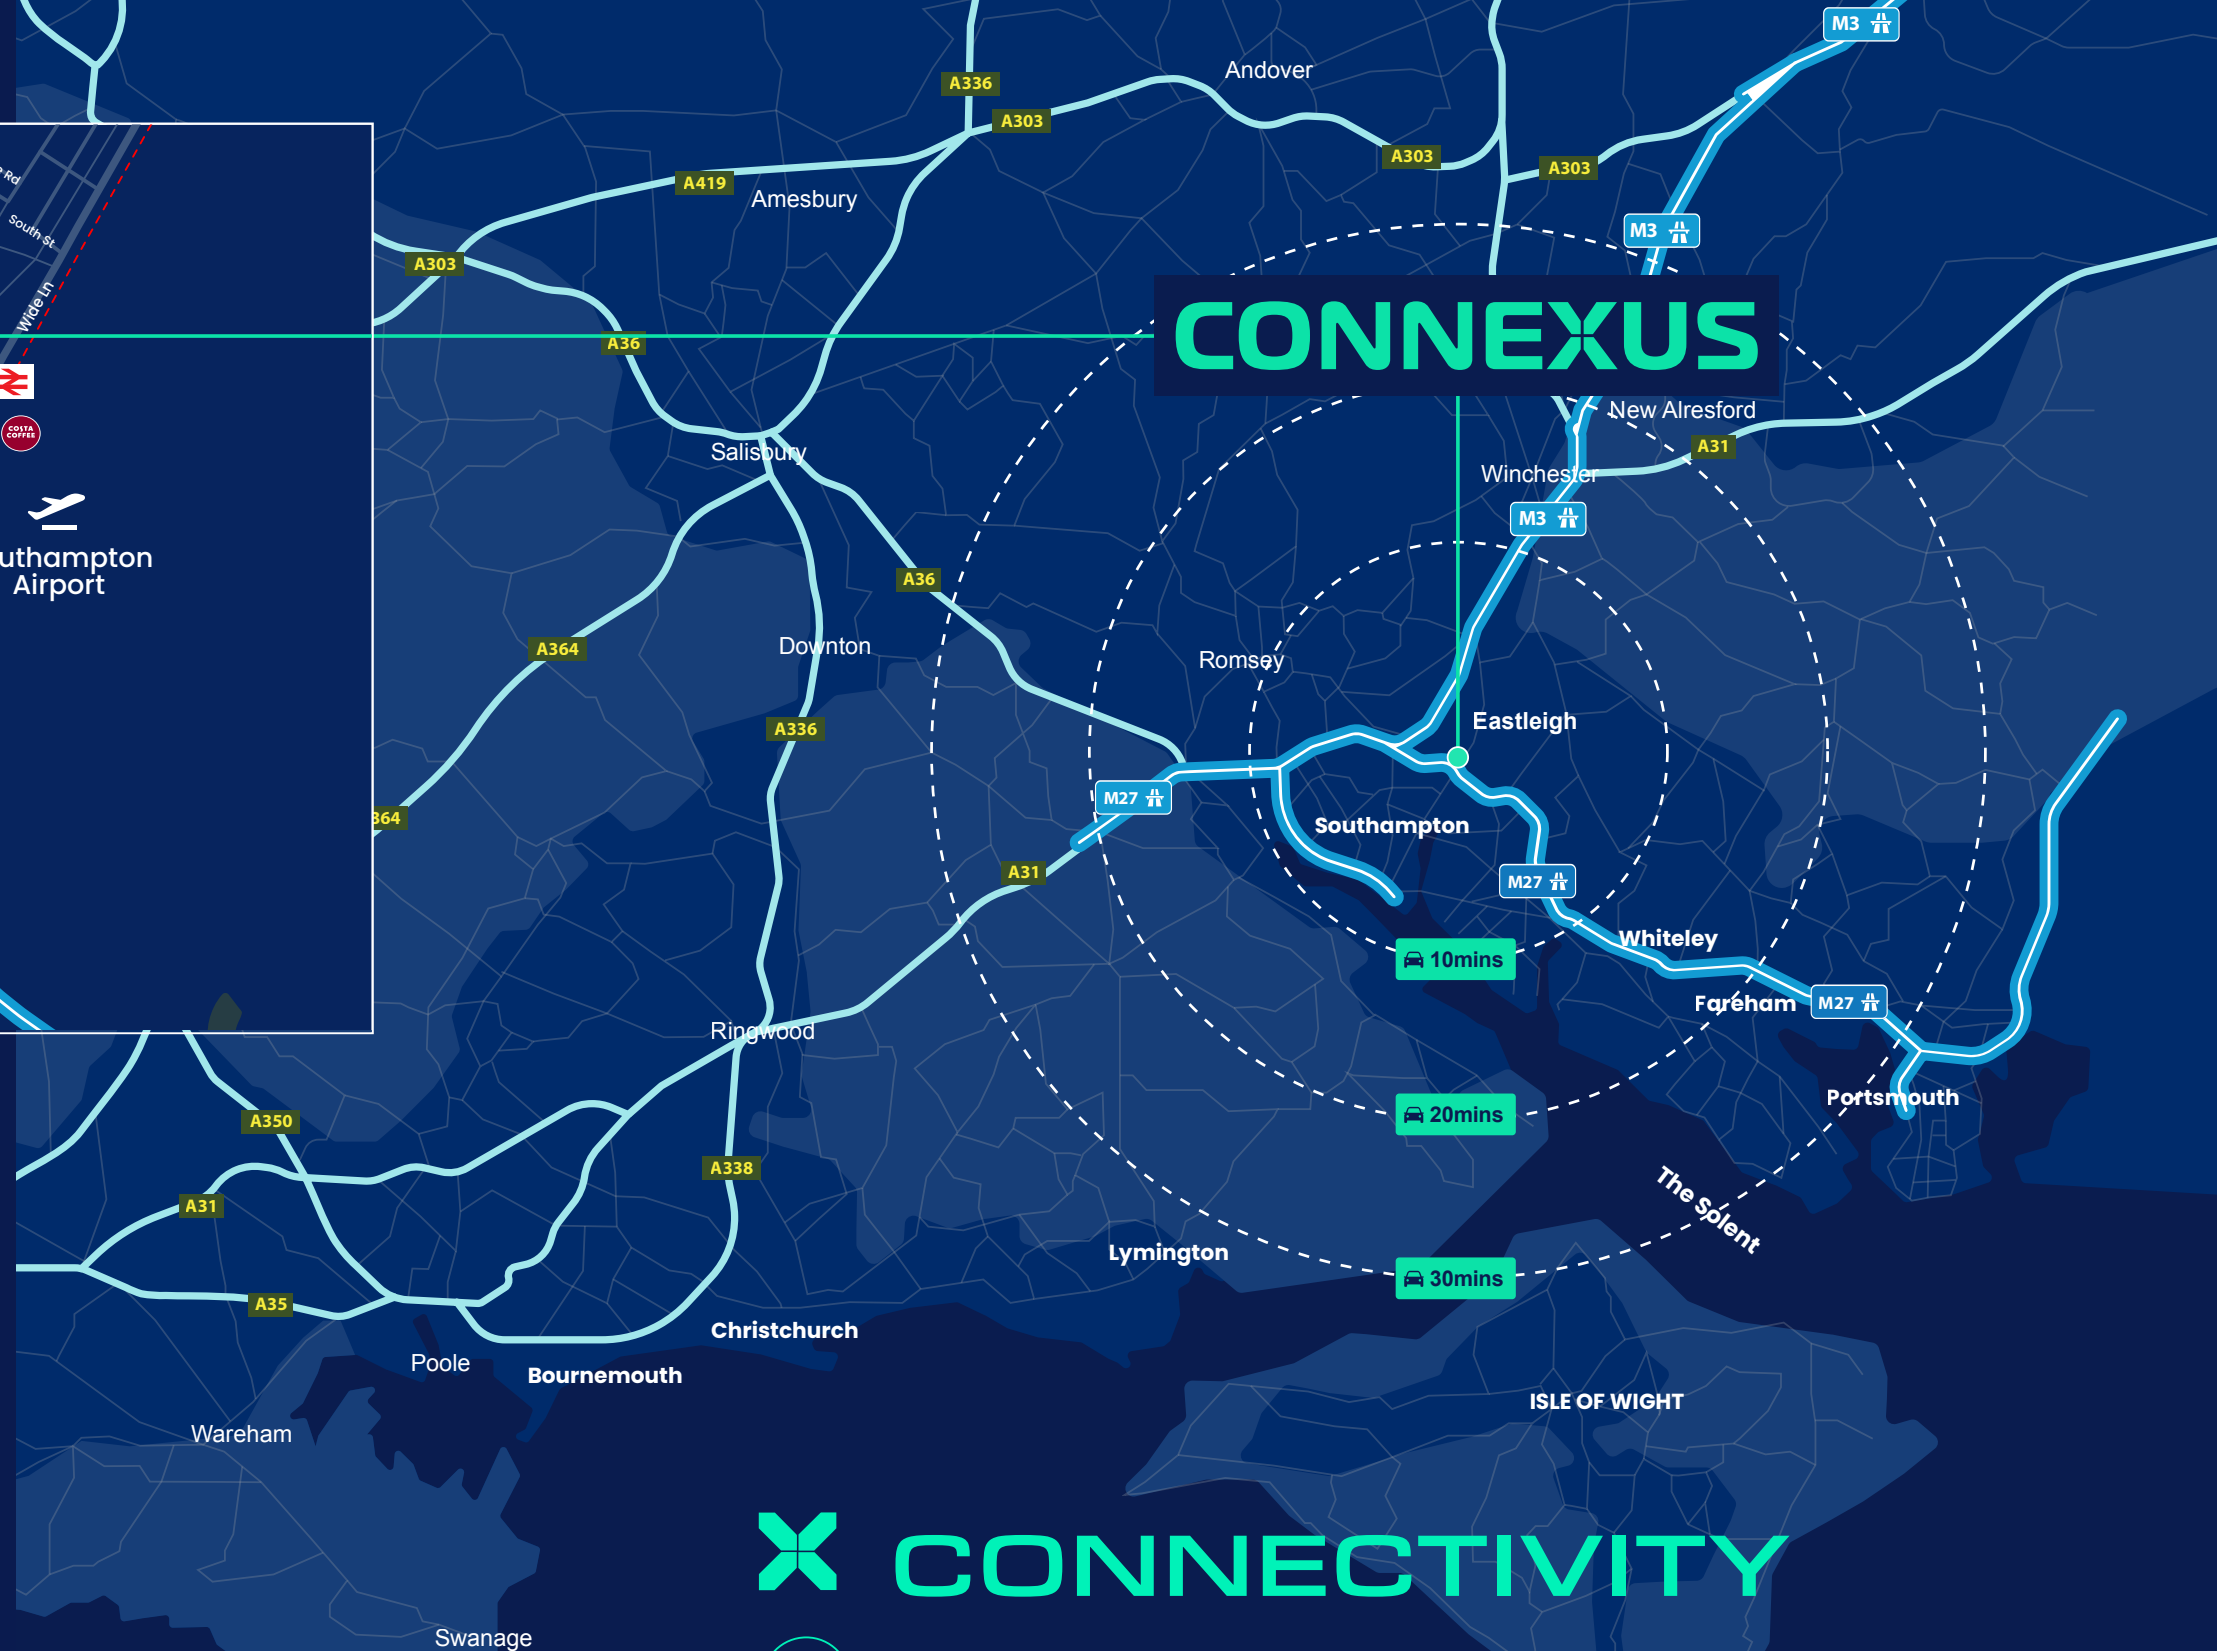 M3
A336
Andover
A303
A303
A303
A419
Amesbury
Rd
South St
Wide Ln
M3
A303
CONNEXUS
A36
COSTA
COFFEE
New Alresford
A31
Salisbury
Winchester
M3
uthampton
Airport
A36
A364
Downton
Romsey
A336
Eastleigh
M27
364
Southampton
A31
M27
Whiteley
10mins
Fareham
M27
Ringwood
Portsmouth
20mins
A350
A338
The Solent
A31
Lymington
30mins
A35
Christchurch
Poole
Bournemouth
ISLE OF WIGHT
Wareham
CONNECTIVITY
Swanage